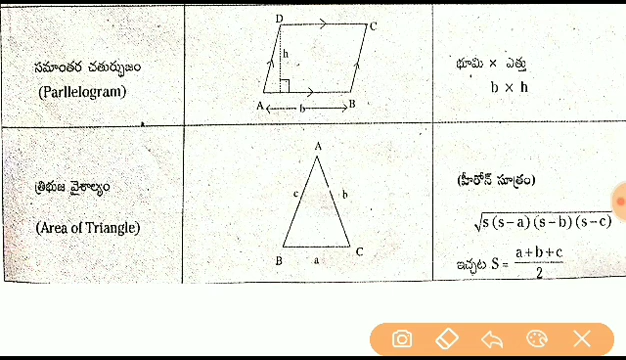 సమాంతర చతుర్భుజం
(Parllelogram)
D
C
h
A
b
B
భూమి × ఎత్తు
b × h
త్రిభుజ వైశాల్యం
(Area of Triangle)
A
c
b
B
a
C
(హీరోన్ సూత్రం)
√s(s−a)(s−b)(s−c)
ఇచ్చట S = a+b+c
2